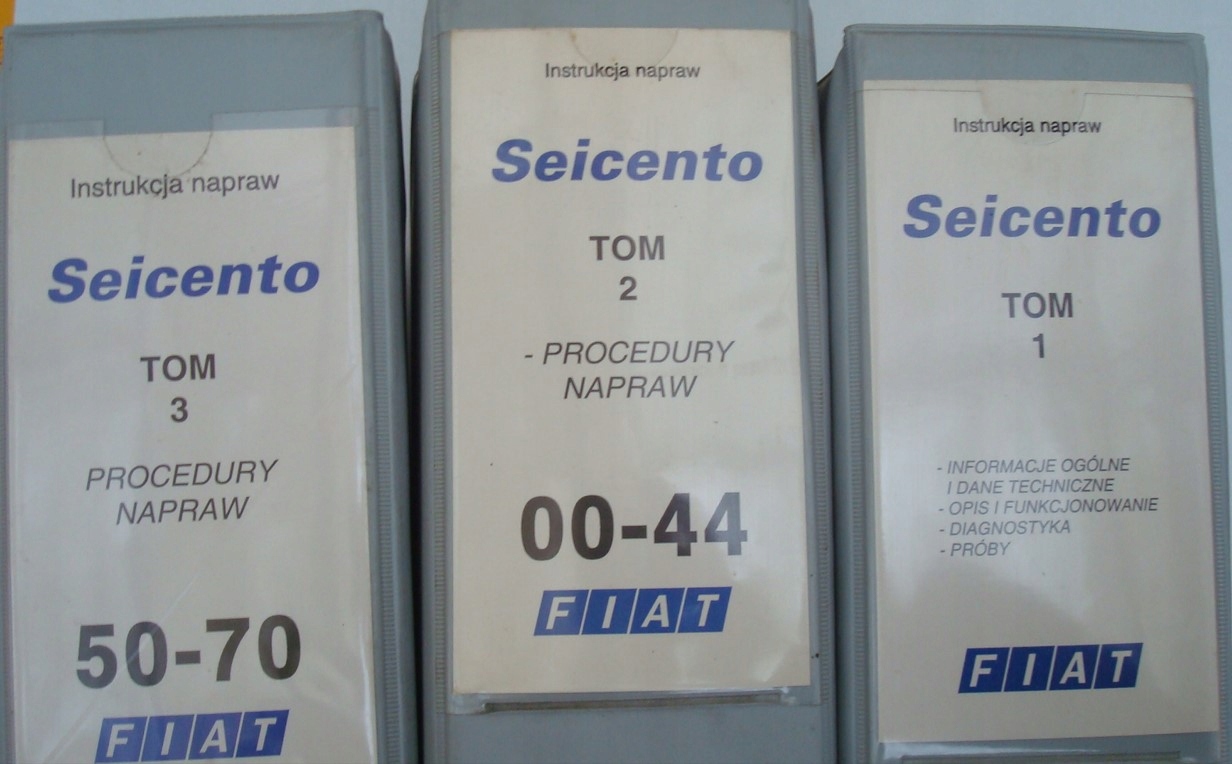 Instrukcja napraw
Seicento
TOM
3
PROCEDURY
NAPRAW
50-70
FIAT
Instrukcja napraw
Seicento
TOM
2
- PROCEDURY
NAPRAW
00-44
FIAT
Instrukcja napraw
Seicento
TOM
1
- INFORMACJE OGÓLNE
I DANE TECHNICZNE
- OPIS I FUNKCJONOWANIE
- DIAGNOSTYKA
- PRÓBY
FIAT